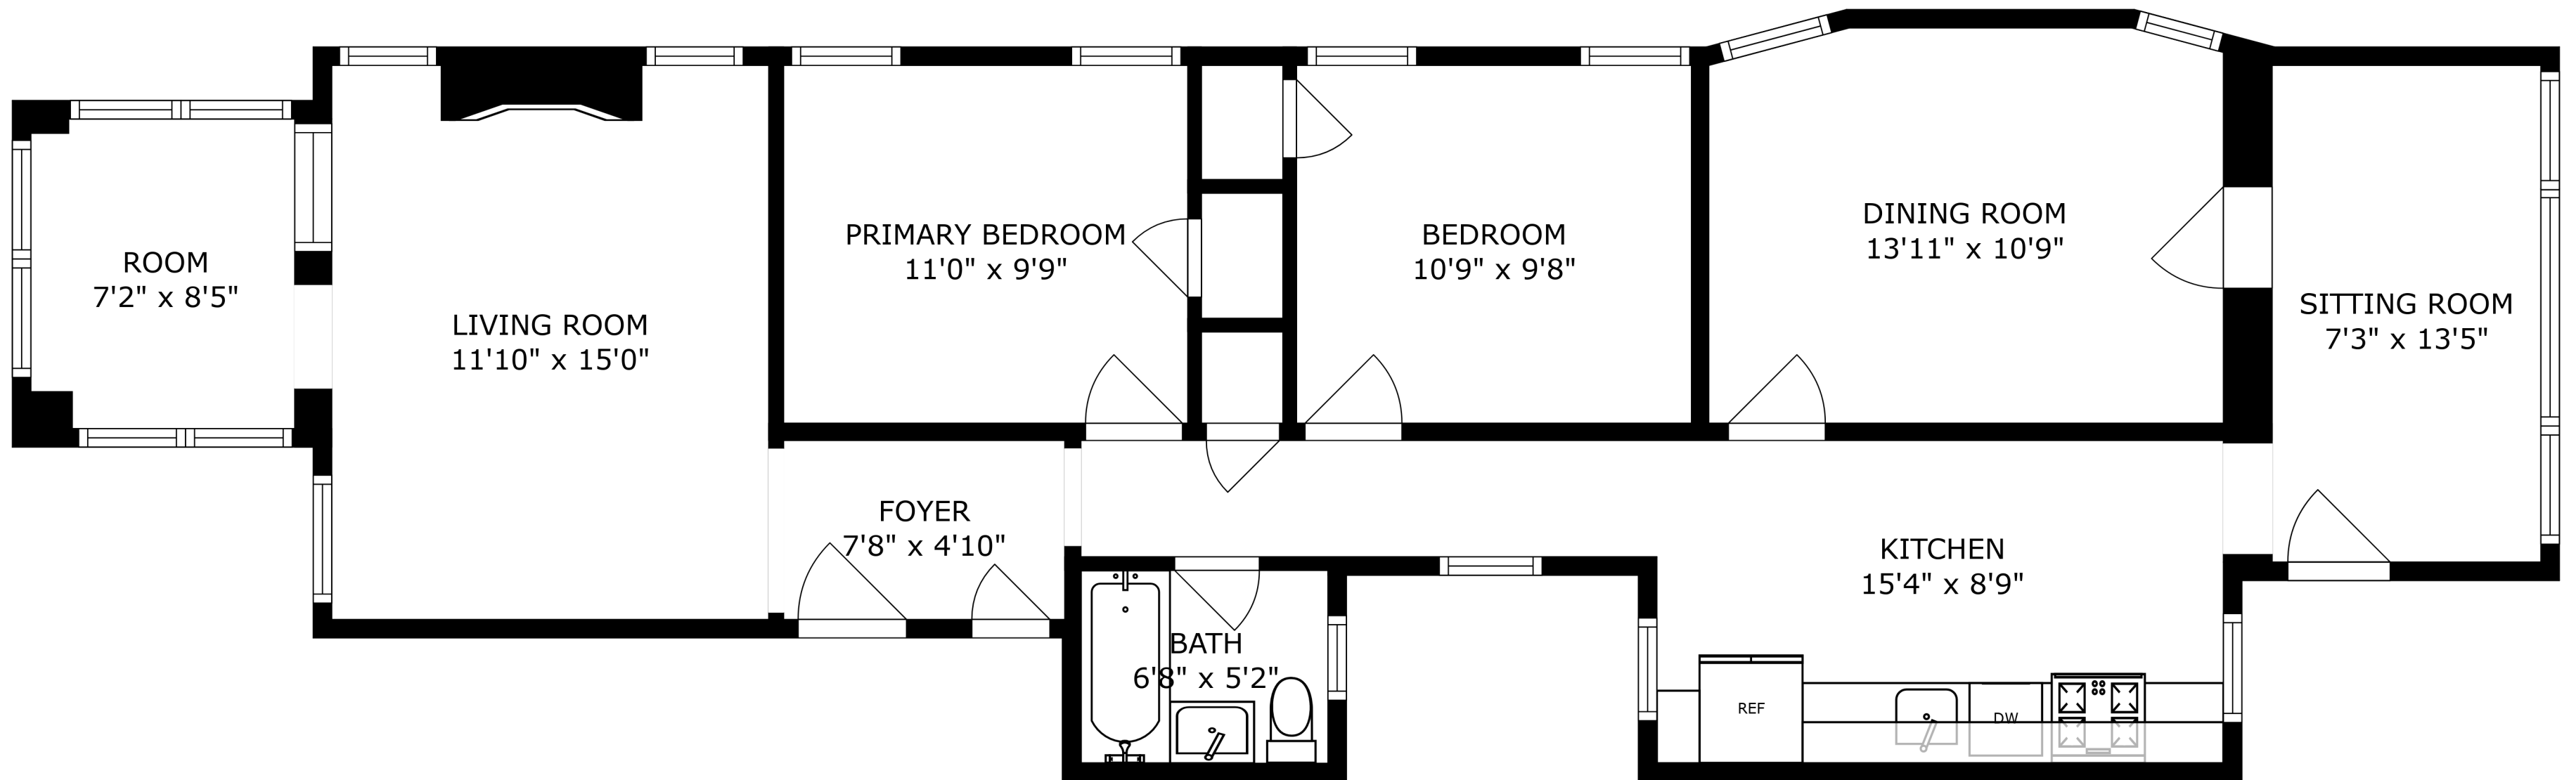 ROOM
7'2" x 8'5"
LIVING ROOM
11'10" x 15'0"
PRIMARY BEDROOM
11'0" x 9'9"
BEDROOM
10'9" x 9'8"
DINING ROOM
13'11" x 10'9"
SITTING ROOM
7'3" x 13'5"
FOYER
7'8" x 4'10"
KITCHEN
15'4" x 8'9"
BATH
6'8" x 5'2"
REF
DW